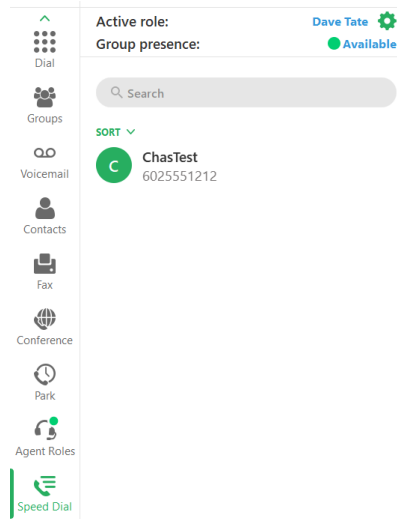 Active role:
Dave Tate
Group presence:
Available
Dial
Groups
Voicemail
Contacts
Fax
Conference
Park
Agent Roles
Speed Dial
Search
SORT
C
ChasTest
6025551212